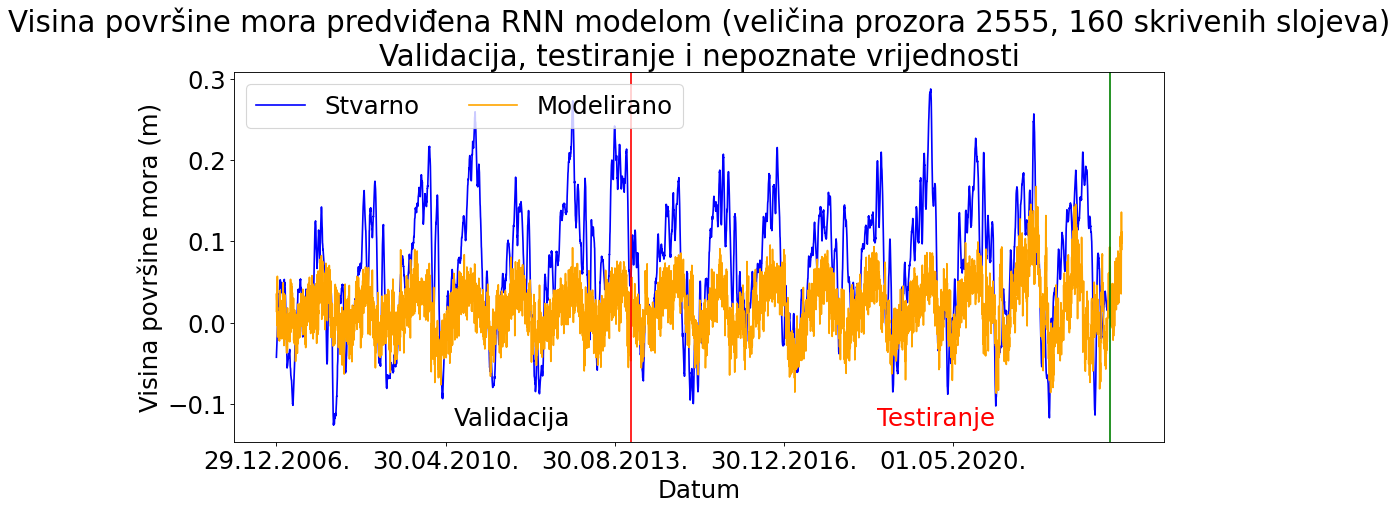 Visina površine mora predviđena RNN modelom (veličina prozora 2555, 160 skrivenih slojeva)
Validacija, testiranje i nepoznate vrijednosti
Stvarno Modelirano
Visina površine mora (m)
0.3
0.2
0.1
0.0
−0.1
Validacija Testiranje
29.12.2006. 30.04.2010. 30.08.2013. 30.12.2016. 01.05.2020.
Datum